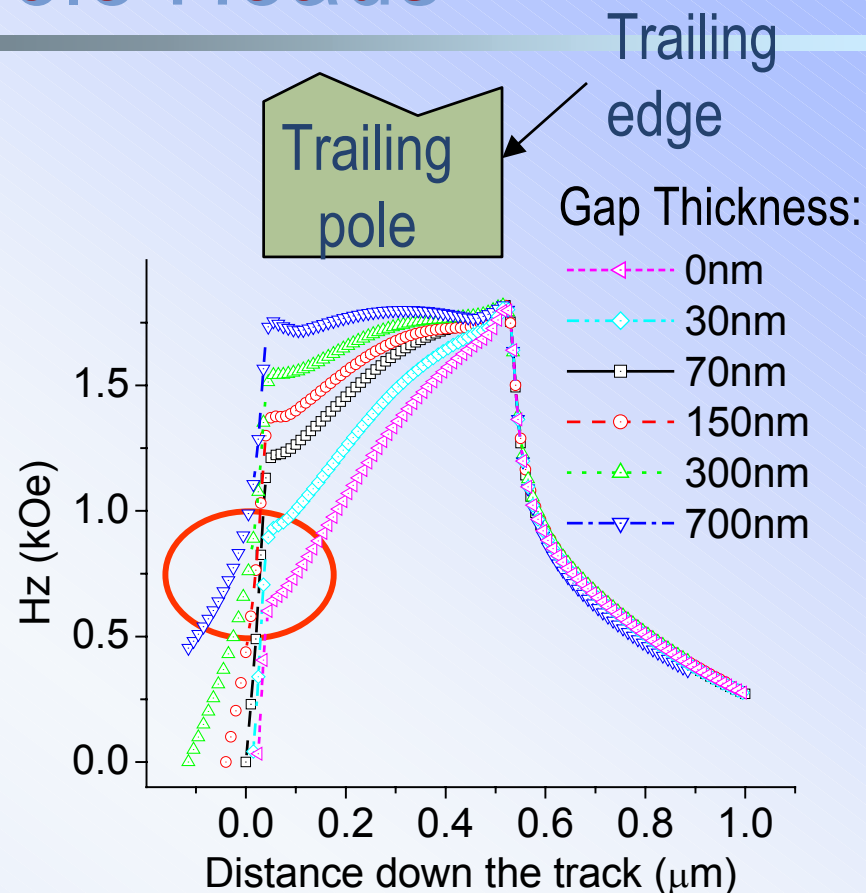 Trailing
edge
Trailing
pole
Gap Thickness:
0nm
30nm
70nm
150nm
300nm
700nm
Hz (kOe)
1.5
1.0
0.5
0.0
0.0 0.2 0.4 0.6 0.8 1.0
Distance down the track (μm)